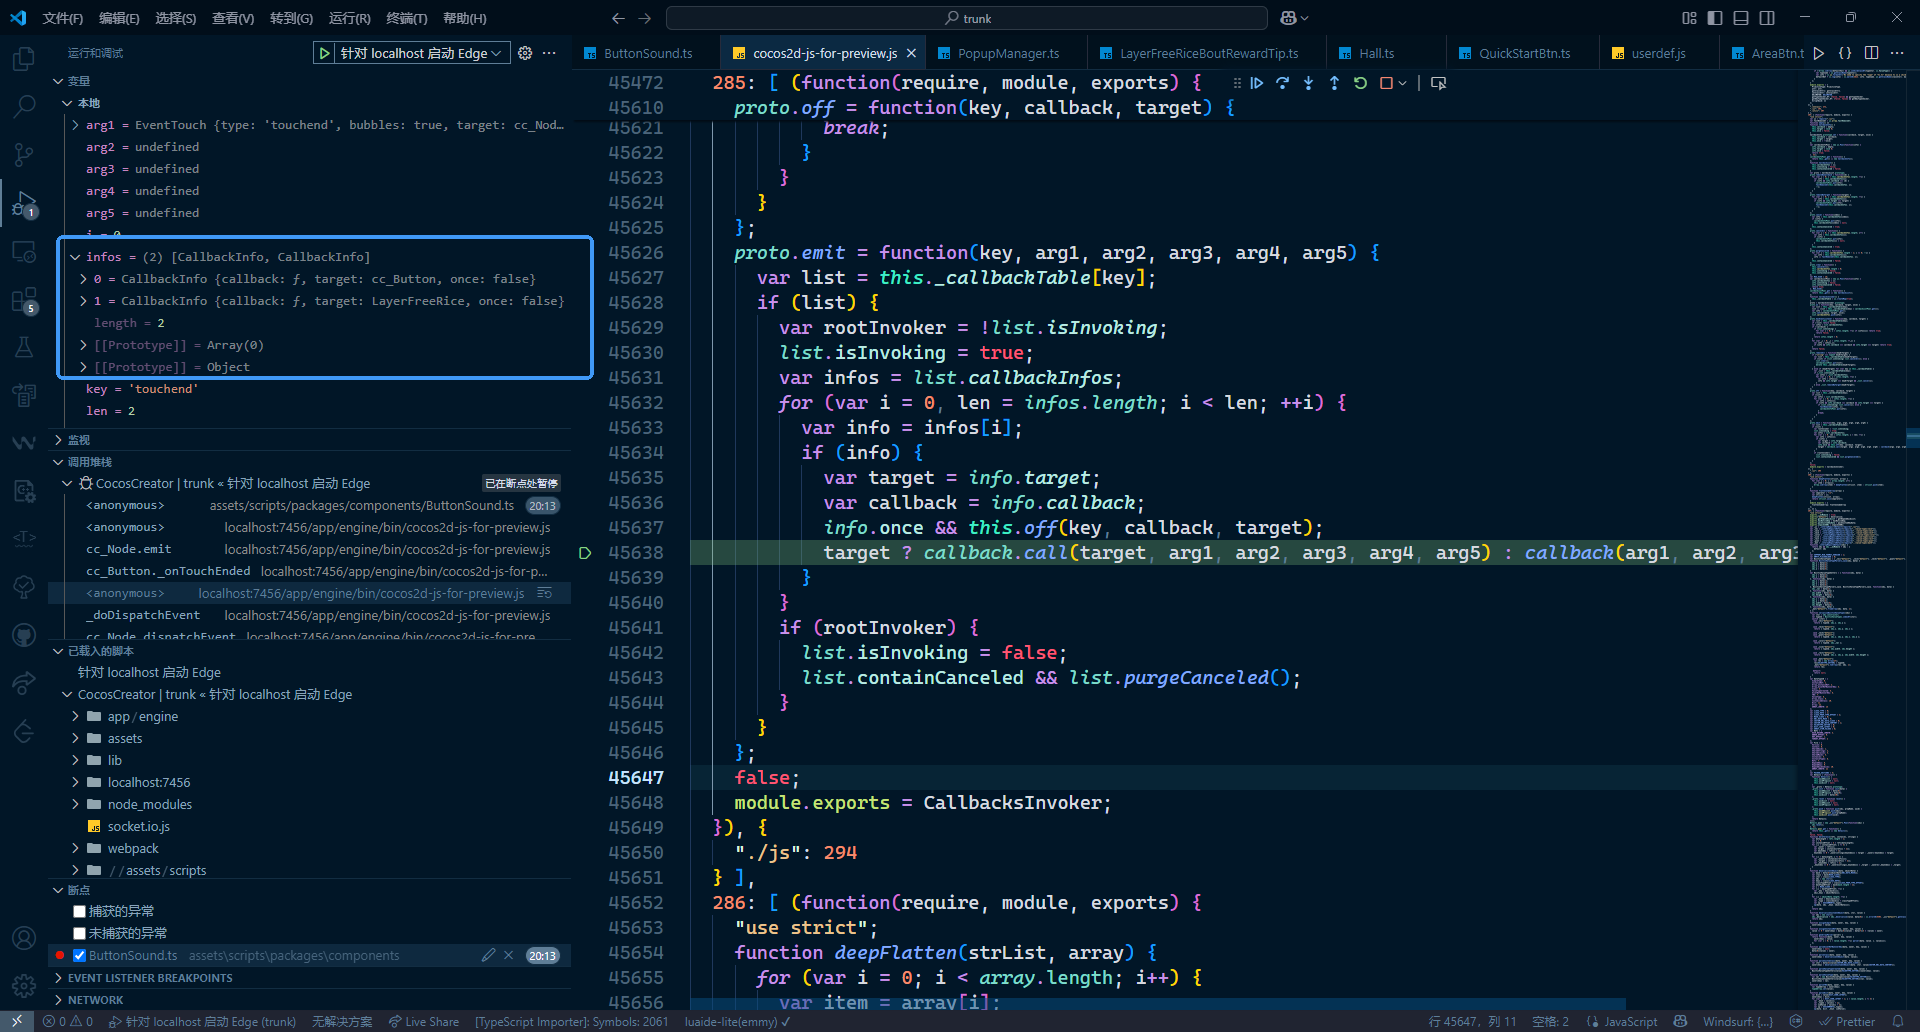 文件(F) 编辑(E) 选择(S) 查看(V) 转到(G) 运行(R) 终端(T) 帮助(H)
trunk
运行和调试
针对 localhost 启动 Edge
ButtonSound.ts
cocos2d-js-for-preview.js
PopupManager.ts
LayerFreeRiceBoutRewardTip.ts
Hall.ts
QuickStartBtn.ts
userdef.js
AreaBtn.t
变量
本地
arg1 = EventTouch {type: 'touchend', bubbles: true, target: cc_Nod…
arg2 = undefined
arg3 = undefined
arg4 = undefined
arg5 = undefined
i = 0
infos = (2) [CallbackInfo, CallbackInfo]
0 = CallbackInfo {callback: ƒ, target: cc_Button, once: false}
1 = CallbackInfo {callback: ƒ, target: LayerFreeRice, once: false}
length = 2
[[Prototype]] = Array(0)
[[Prototype]] = Object
key = 'touchend'
len = 2
监视
调用堆栈
CocosCreator | trunk « 针对 localhost 启动 Edge 已在断点处暂停
<anonymous> assets/scripts/packages/components/ButtonSound.ts 20:13
<anonymous> localhost:7456/app/engine/bin/cocos2d-js-for-preview.js
cc_Node.emit localhost:7456/app/engine/bin/cocos2d-js-for-preview.js
cc_Button._onTouchEnded localhost:7456/app/engine/bin/cocos2d-js-for-p...
<anonymous> localhost:7456/app/engine/bin/cocos2d-js-for-preview.js
_doDispatchEvent localhost:7456/app/engine/bin/cocos2d-js-for-preview.js
cc_Node.dispatchEvent localhost:7456/app/engine/bin/cocos2d-js-for-pre...
已载入的脚本
针对 localhost 启动 Edge
CocosCreator | trunk « 针对 localhost 启动 Edge
app/engine
assets
lib
localhost:7456
node_modules
socket.io.js
webpack
//assets/scripts
断点
捕获的异常
未捕获的异常
ButtonSound.ts assets\scripts\packages\components 20:13
EVENT LISTENER BREAKPOINTS
NETWORK
1
5
45472 285: [ (function(require, module, exports) {
45610 proto.off = function(key, callback, target) {
45621 break;
45622 }
45623 }
45624 }
45625 };
45626 proto.emit = function(key, arg1, arg2, arg3, arg4, arg5) {
45627 var list = this._callbackTable[key];
45628 if (list) {
45629 var rootInvoker = !list.isInvoking;
45630 list.isInvoking = true;
45631 var infos = list.callbackInfos;
45632 for (var i = 0, len = infos.length; i < len; ++i) {
45633 var info = infos[i];
45634 if (info) {
45635 var target = info.target;
45636 var callback = info.callback;
45637 info.once && this.off(key, callback, target);
45638 target ? callback.call(target, arg1, arg2, arg3, arg4, arg5) : callback(arg1, arg2, arg3
45639 }
45640 }
45641 if (rootInvoker) {
45642 list.isInvoking = false;
45643 list.containCanceled && list.purgeCanceled();
45644 }
45645 }
45646 };
45647 false;
45648 module.exports = CallbacksInvoker;
45649 }), {
45650 "./js": 294
45651 } ],
45652 286: [ (function(require, module, exports) {
45653 "use strict";
45654 function deepFlatten(strList, array) {
45655 for (var i = 0; i < array.length; i++) {
45656 var item = array[i];
0 0 针对 localhost 启动 Edge (trunk) 无解决方案 Live Share [TypeScript Importer]: Symbols: 2061 luaide-lite(emmy) ✓
行 45647，列 11 空格: 2 JavaScript Windsurf: {...} Prettier